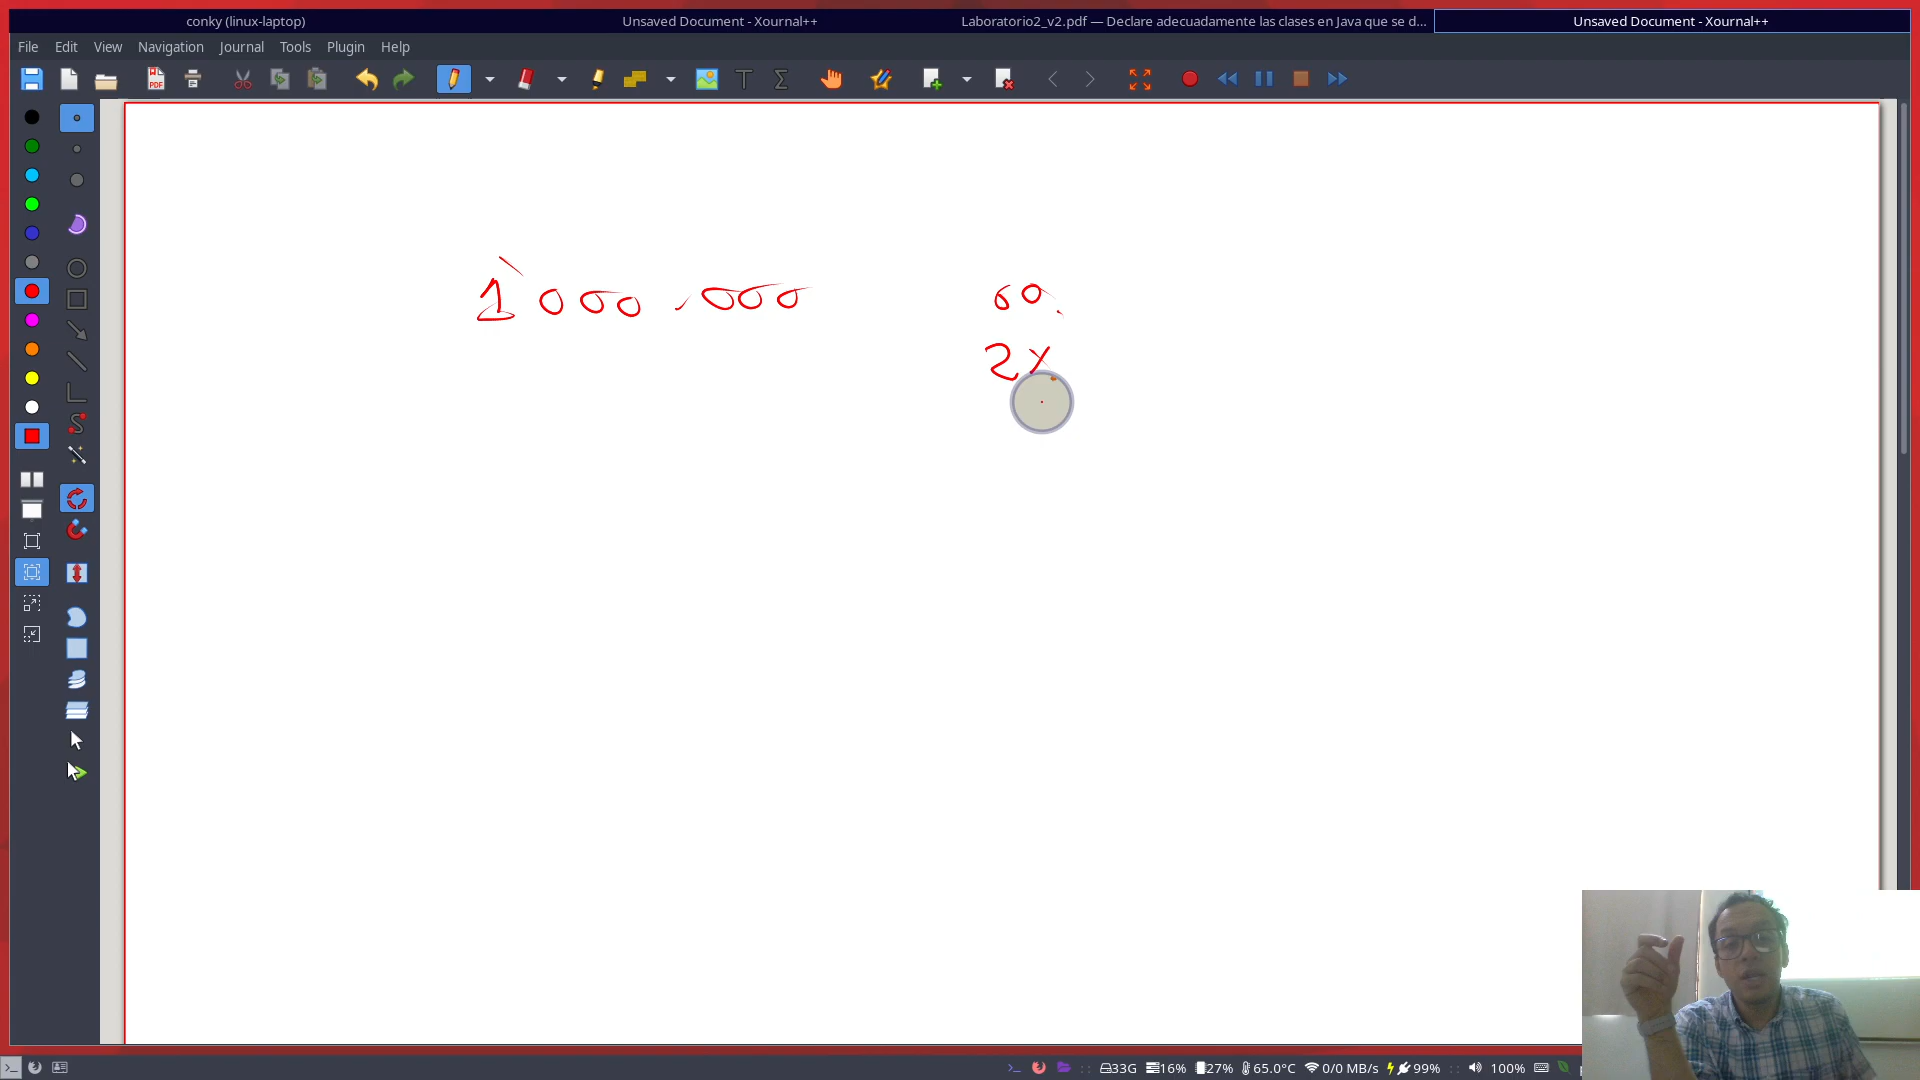 conky (linux-laptop)
Unsaved Document - Xournal++
Laboratorio2_v2.pdf — Declare adecuadamente las clases en Java que se d...
Unsaved Document - Xournal++
File Edit View Navigation Journal Tools Plugin Help
PDF
1'000.000
60.
2x
33G 16% 27% 65.0°C 0/0 MB/s 99% 100%